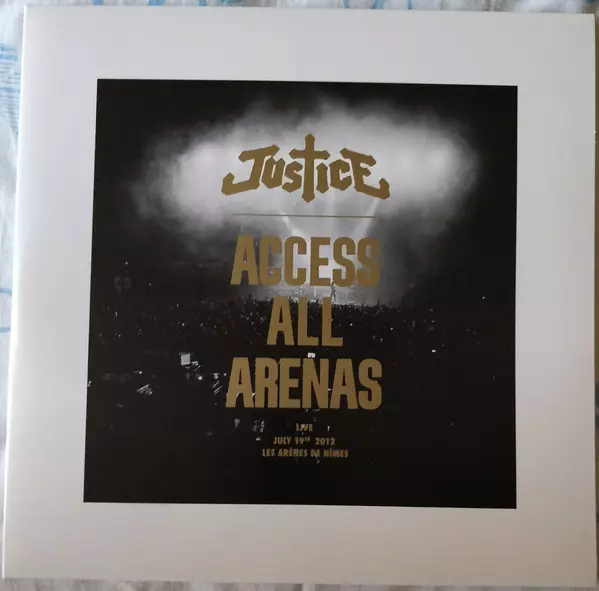 JUSTICE
ACCESS
ALL
ARENAS
LIVE
JULY 19TH 2012
LES ARÈNES DE NÎMES